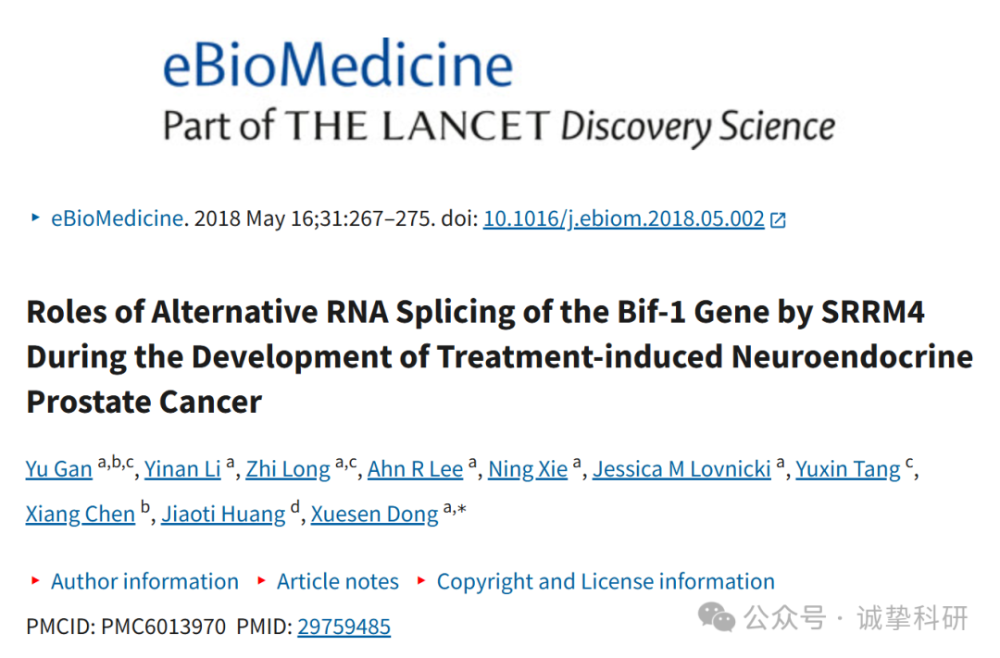 eBioMedicine
Part of THE LANCET Discovery Science
eBioMedicine. 2018 May 16;31:267–275. doi: 10.1016/j.ebiom.2018.05.002
Roles of Alternative RNA Splicing of the Bif-1 Gene by SRRM4
During the Development of Treatment-induced Neuroendocrine
Prostate Cancer
Yu Gan a,b,c, Yinan Li a, Zhi Long a,c, Ahn R Lee a, Ning Xie a, Jessica M Lovnicki a, Yuxin Tang c,
Xiang Chen b, Jiaoti Huang d, Xuesen Dong a,*
Author information Article notes Copyright and License information
PMCID: PMC6013970 PMID: 29759485
公众号 · 诚挚科研